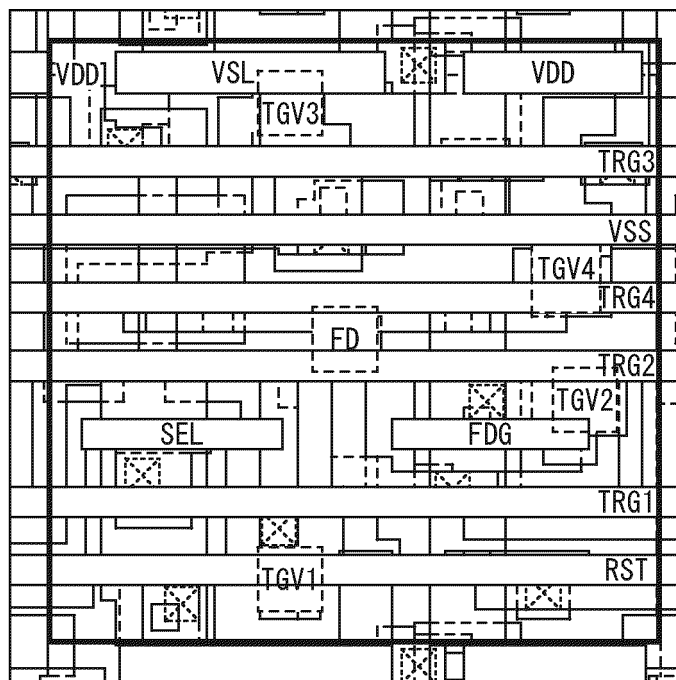 VDD VSL VDD
TGV3
TRG3
VSS
TGV4
TRG4
FD
TRG2
TGV2
SEL FDG
TRG1
RST
TGV1